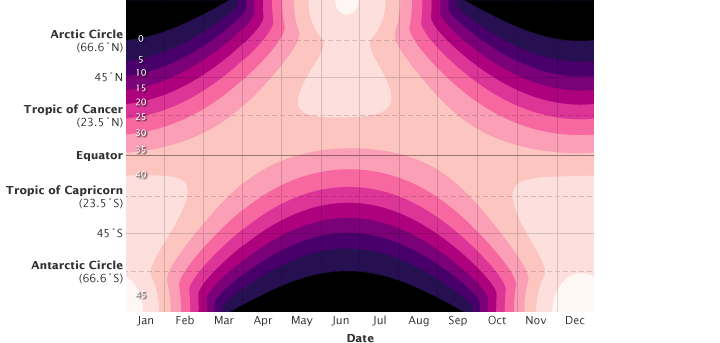 Arctic Circle
(66.6˚N)
0
5
45˚N
10
15
20
Tropic of Cancer
(23.5˚N)
25
30
35
Equator
40
Tropic of Capricorn
(23.5˚S)
45˚S
Antarctic Circle
(66.6˚S)
45
Jan Feb Mar Apr May Jun Jul Aug Sep Oct Nov Dec
Date